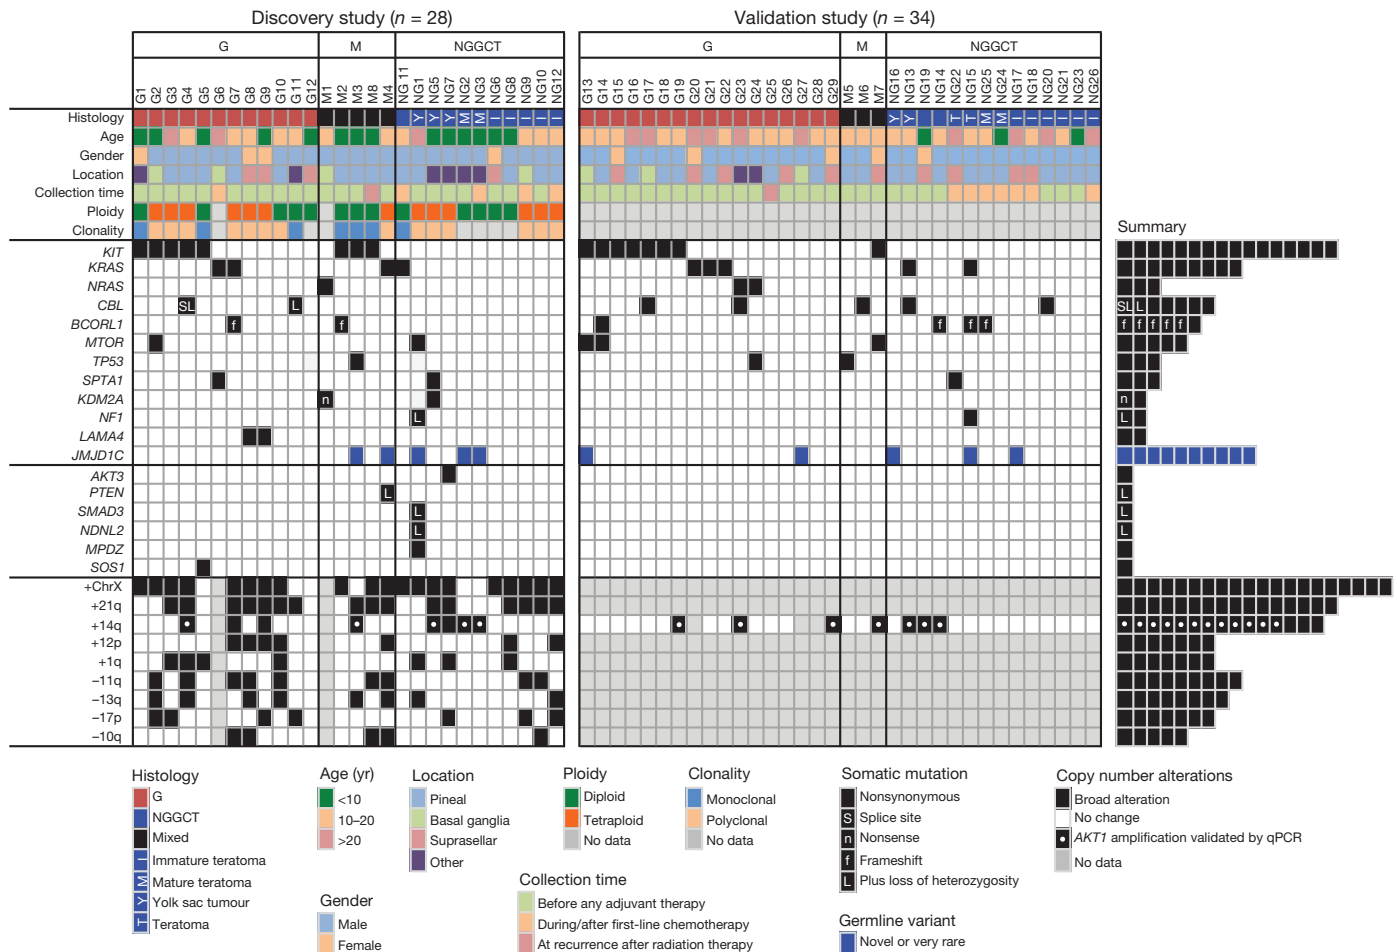 Discovery study (n = 28)
Validation study (n = 34)
G M NGGCT
G M NGGCT
G1 G2 G3 G4 G5 G6 G7 G8 G9 G10 G11 G12 M1 M2 M3 M8 M4 NG 11 NG1 NG5 NG7 NG2 NG3 NG6 NG8 NG9 NG10 NG12
G13 G14 G15 G16 G17 G18 G19 G20 G21 G22 G23 G24 G25 G26 G27 G28 G29 M5 M6 M7 NG16 NG13 NG19 NG14 NG22 NG15 NG25 NG24 NG17 NG18 NG20 NG21 NG23 NG26
Histology Y Y Y M M I I I I I Y Y T T M M I I I I I I
Age
Gender
Location
Collection time
Ploidy
Clonality
Summary
KIT
KRAS
NRAS
CBL SL L SL L
BCORL1 f f f f f f f f f f
MTOR
TP53
SPTA1
KDM2A n n
NF1 L L
LAMA4
JMJD1C
AKT3
PTEN L L
SMAD3 L L
NDNL2 L L
MPDZ
SOS1
+ChrX
+21q
+14q
+12p
+1q
−11q
−13q
−17p
−10q
Histology
G
NGGCT
Mixed
I Immature teratoma
M Mature teratoma
Y Yolk sac tumour
T Teratoma
Age (yr)
<10
10–20
>20
Gender
Male
Female
Location
Pineal
Basal ganglia
Suprasellar
Other
Collection time
Before any adjuvant therapy
During/after first-line chemotherapy
At recurrence after radiation therapy
Ploidy
Diploid
Tetraploid
No data
Clonality
Monoclonal
Polyclonal
No data
Somatic mutation
Nonsynonymous
S Splice site
n Nonsense
f Frameshift
L Plus loss of heterozygosity
Germline variant
Novel or very rare
Copy number alterations
Broad alteration
No change
AKT1 amplification validated by qPCR
No data